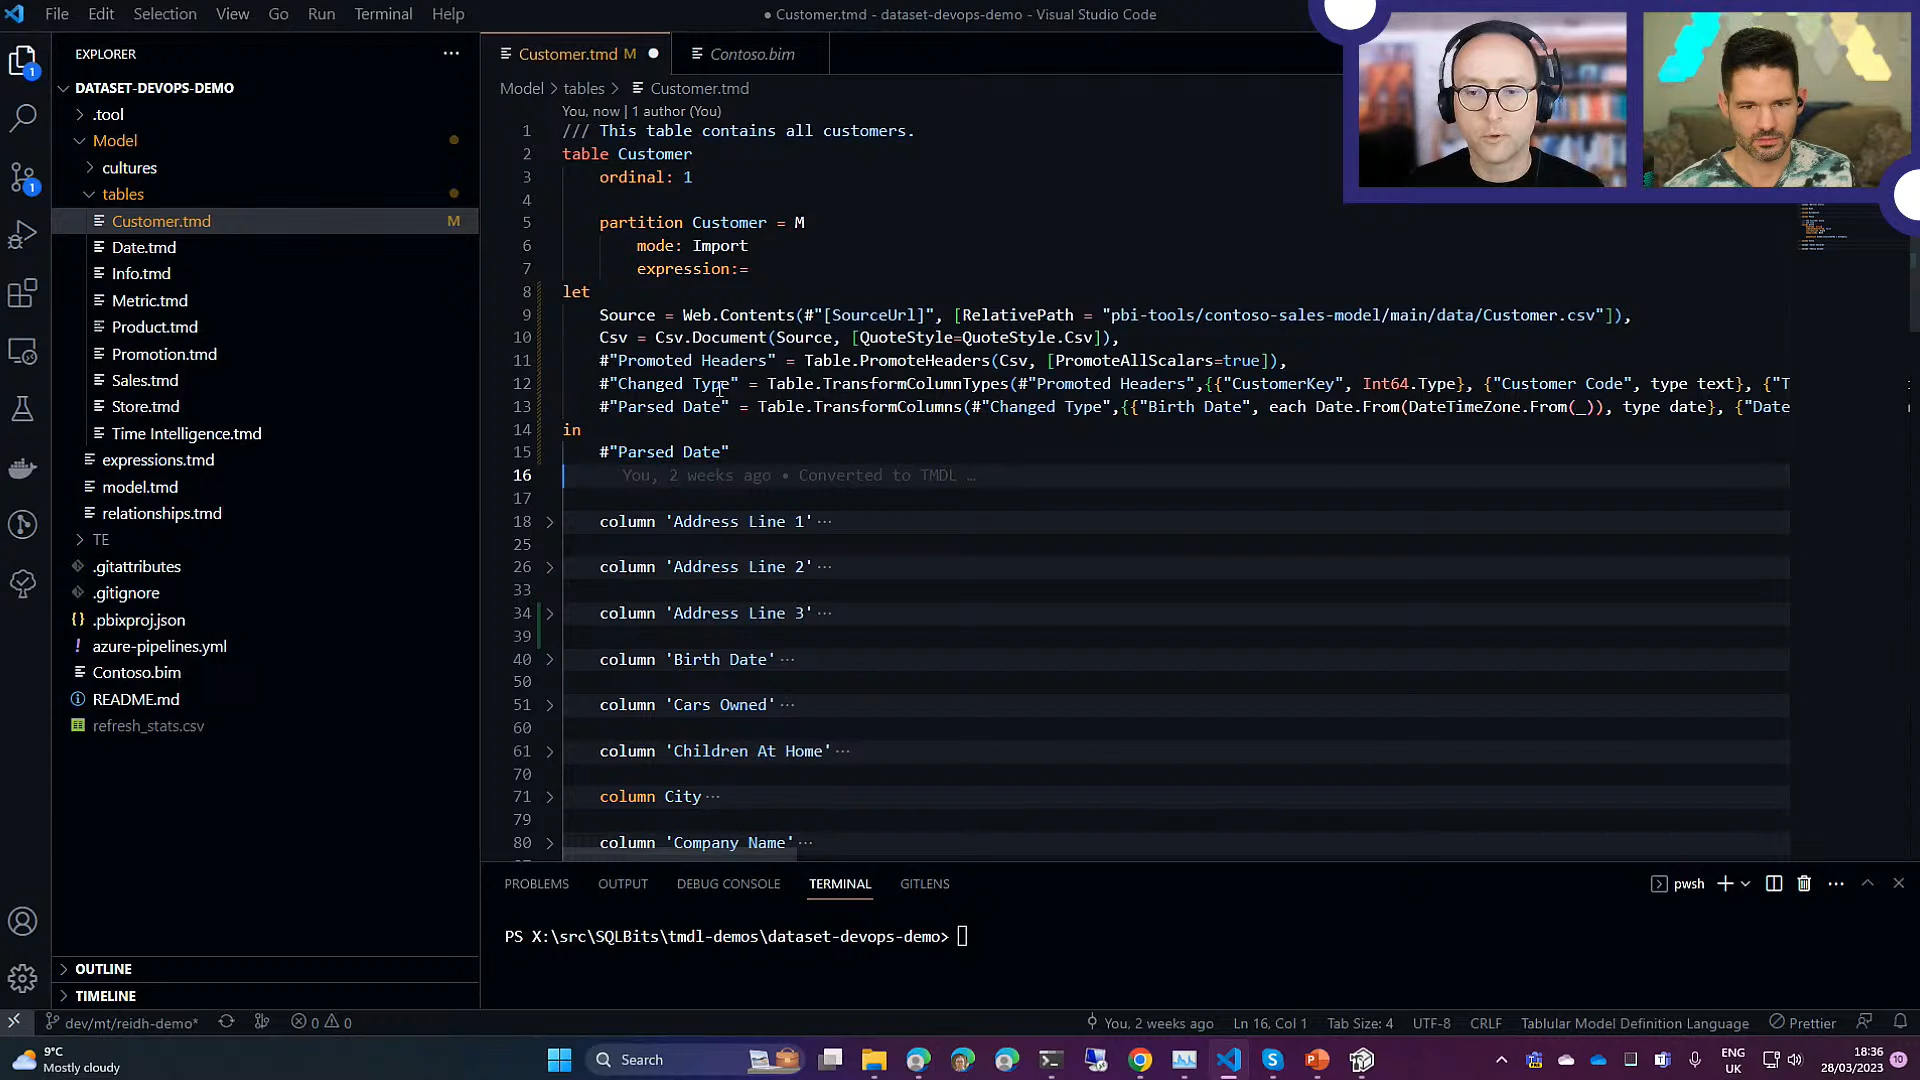 File Edit Selection View Go Run Terminal Help
● Customer.tmd - dataset-devops-demo - Visual Studio Code
EXPLORER
DATASET-DEVOPS-DEMO
.tool
Model
cultures
tables
Customer.tmd M
Date.tmd
Info.tmd
Metric.tmd
Product.tmd
Promotion.tmd
Sales.tmd
Store.tmd
Time Intelligence.tmd
expressions.tmd
model.tmd
relationships.tmd
TE
.gitattributes
.gitignore
{} .pbixproj.json
! azure-pipelines.yml
Contoso.bim
README.md
refresh_stats.csv
OUTLINE
TIMELINE
Customer.tmd M ●
Contoso.bim
Model > tables > Customer.tmd
You, now | 1 author (You)
1 /// This table contains all customers.
2 table Customer
3 ordinal: 1
4
5 partition Customer = M
6 mode: Import
7 expression:=
8 let
9 Source = Web.Contents(#"[SourceUrl]", [RelativePath = "pbi-tools/contoso-sales-model/main/data/Customer.csv"]),
10 Csv = Csv.Document(Source, [QuoteStyle=QuoteStyle.Csv]),
11 #"Promoted Headers" = Table.PromoteHeaders(Csv, [PromoteAllScalars=true]),
12 #"Changed Type" = Table.TransformColumnTypes(#"Promoted Headers",{{"CustomerKey", Int64.Type}, {"Customer Code", type text}, {"T
13 #"Parsed Date" = Table.TransformColumns(#"Changed Type",{{"Birth Date", each Date.From(DateTimeZone.From(_)), type date}, {"Date
14 in
15 #"Parsed Date"
16 You, 2 weeks ago • Converted to TMDL …
17
18 column 'Address Line 1' ···
25
26 column 'Address Line 2' ···
33
34 column 'Address Line 3' ···
39
40 column 'Birth Date' ···
50
51 column 'Cars Owned' ···
60
61 column 'Children At Home' ···
70
71 column City ···
79
80 column 'Company Name' ···
PROBLEMS OUTPUT DEBUG CONSOLE TERMINAL GITLENS
pwsh
PS X:\src\SQLBits\tmdl-demos\dataset-devops-demo>
dev/mt/reidh-demo* 0 0
You, 2 weeks ago Ln 16, Col 1 Tab Size: 4 UTF-8 CRLF Tablular Model Definition Language Prettier
9°C
Mostly cloudy
Search
ENG
UK
18:36
28/03/2023
10